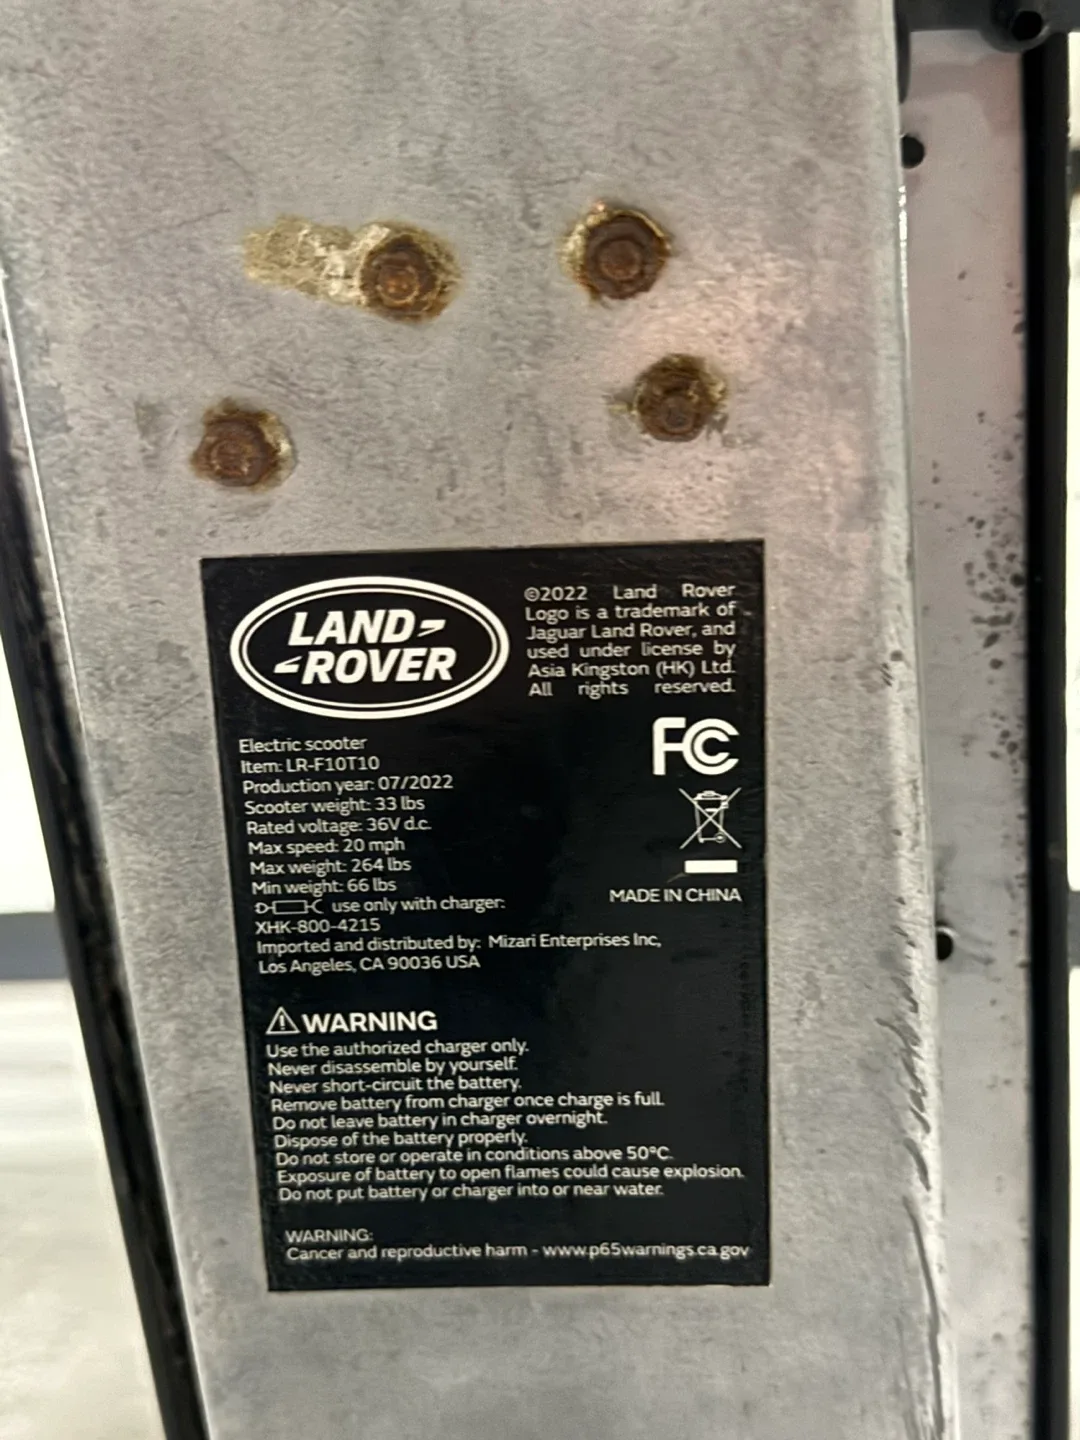 LAND
ROVER
©2022 Land Rover
Logo is a trademark of
Jaguar Land Rover, and
used under license by
Asia Kingston (HK) Ltd.
All rights reserved.
FC
Electric scooter
Item: LR-F10T10
Production year: 07/2022
Scooter weight: 33 lbs
Rated voltage: 36V d.c.
Max speed: 20 mph
Max weight: 264 lbs
Min weight: 66 lbs
use only with charger:
XHK-800-4215
Imported and distributed by: Mizari Enterprises Inc,
Los Angeles, CA 90036 USA
MADE IN CHINA
WARNING
Use the authorized charger only.
Never disassemble by yourself.
Never short-circuit the battery.
Remove battery from charger once charge is full.
Do not leave battery in charger overnight.
Dispose of the battery properly.
Do not store or operate in conditions above 50°C.
Exposure of battery to open flames could cause explosion.
Do not put battery or charger into or near water.
WARNING:
Cancer and reproductive harm - www.p65warnings.ca.gov